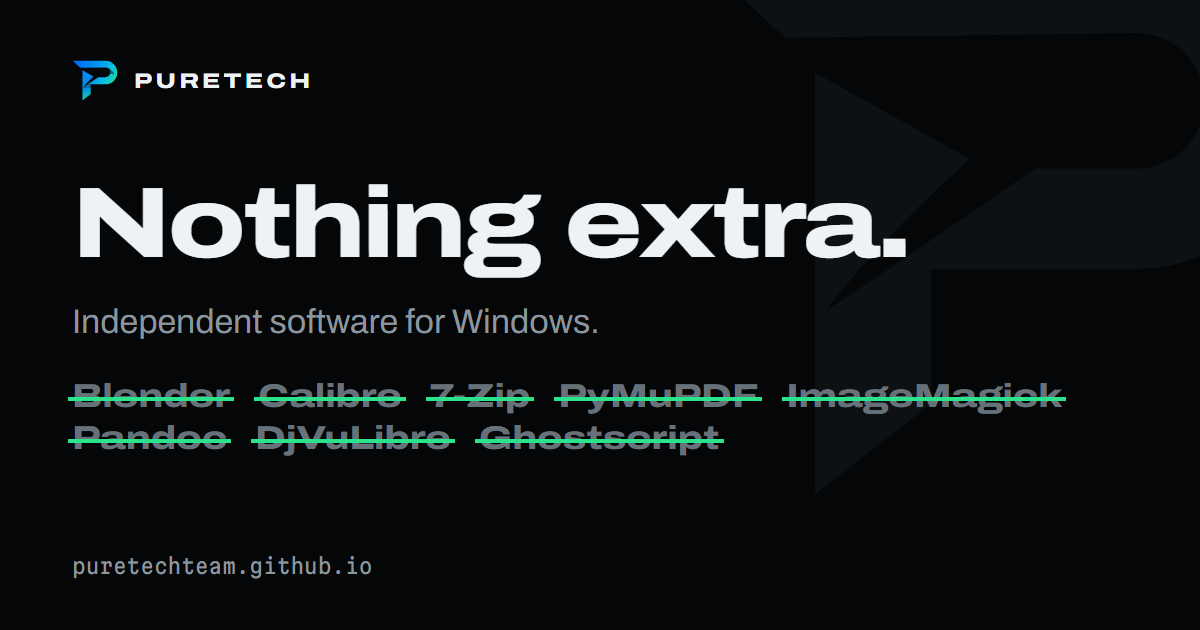 PURETECH
Nothing extra.
Independent software for Windows.
Blender Calibre 7-Zip PyMuPDF ImageMagick
Pandoc DjVuLibre Ghostscript
puretechteam.github.io